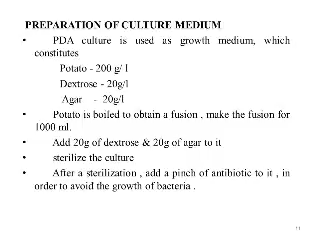 PREPARATION OF CULTURE MEDIUM
• PDA culture is used as growth medium, which
constitutes
Potato - 200 g/ l
Dextrose - 20g/l
Agar - 20g/l
• Potato is boiled to obtain a fusion , make the fusion for
1000 ml.
• Add 20g of dextrose & 20g of agar to it
• sterilize the culture
• After a sterilization , add a pinch of antibiotic to it , in
order to avoid the growth of bacteria .